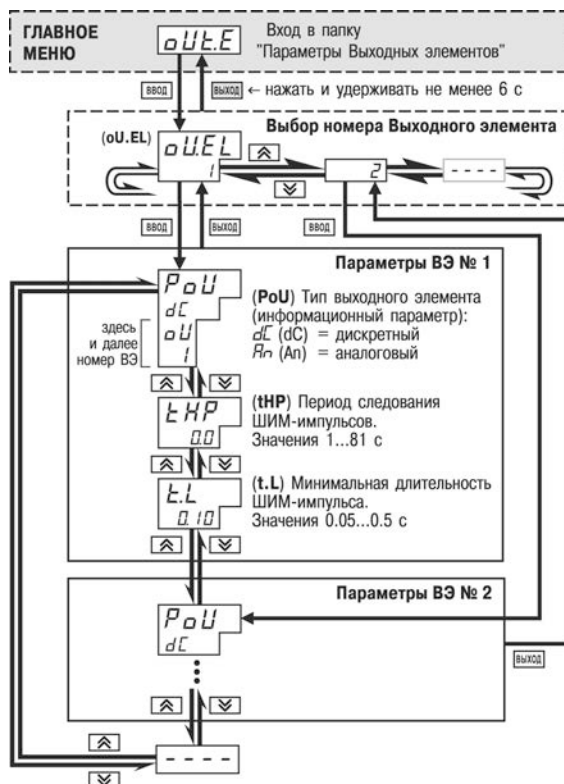 ГЛАВНОЕ
МЕНЮ
oUt.E
Вход в папку
"Параметры Выходных элементов"
ВВОД
ВЫХОД
← нажать и удерживать не менее 6 с
Выбор номера Выходного элемента
(oU.EL)
oU.EL
1
2
- - - -
ВВОД
ВЫХОД
ВВОД
Параметры ВЭ № 1
PoU
dC
oU
1
здесь
и далее
номер ВЭ
(PoU) Тип выходного элемента
(информационный параметр):
dC (dC) = дискретный
An (An) = аналоговый
tHP
0.0
(tHP) Период следования
ШИМ-импульсов.
Значения 1...81 с
t.L
0.10
(t.L) Минимальная длительность
ШИМ-импульса.
Значения 0.05...0.5 с
Параметры ВЭ № 2
PoU
dC
ВЫХОД
- - - -